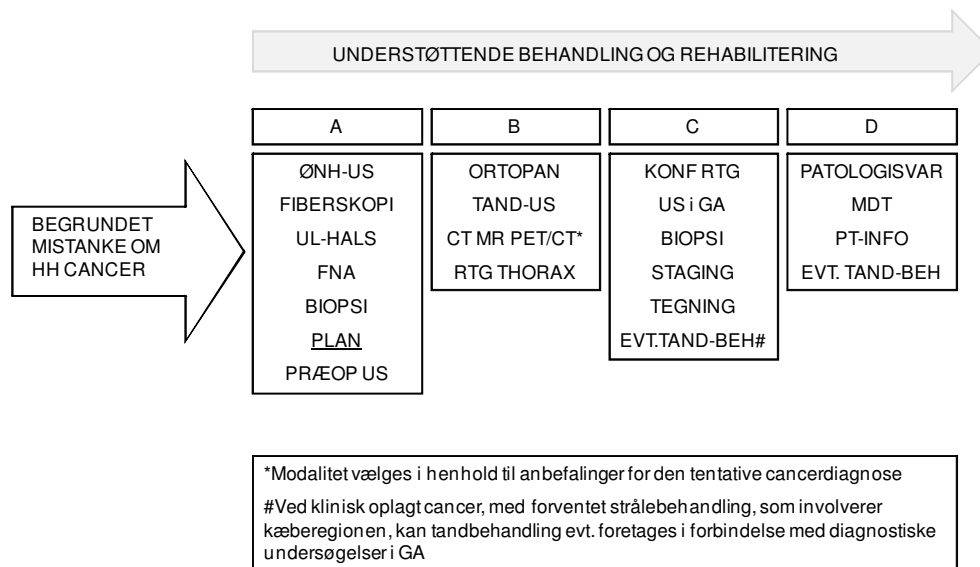 UNDERSTØTTENDE BEHANDLING OG REHABILITERING
BEGRUNDET
MISTANKE OM
HH CANCER
A
ØNH-US
FIBERSKOPI
UL-HALS
FNA
BIOPSI
PLAN
PRÆOP US
B
ORTOPAN
TAND-US
CT MR PET/CT*
RTG THORAX
C
KONF RTG
US i GA
BIOPSI
STAGING
TEGNING
EVT.TAND-BEH#
D
PATOLOGISVAR
MDT
PT-INFO
EVT. TAND-BEH
*Modalitet vælges i henhold til anbefalinger for den tentative cancerdiagnose
#Ved klinisk oplagt cancer, med forventet strålebehandling, som involverer
kæberegionen, kan tandbehandling evt. foretages i forbindelse med diagnostiske
undersøgelser i GA